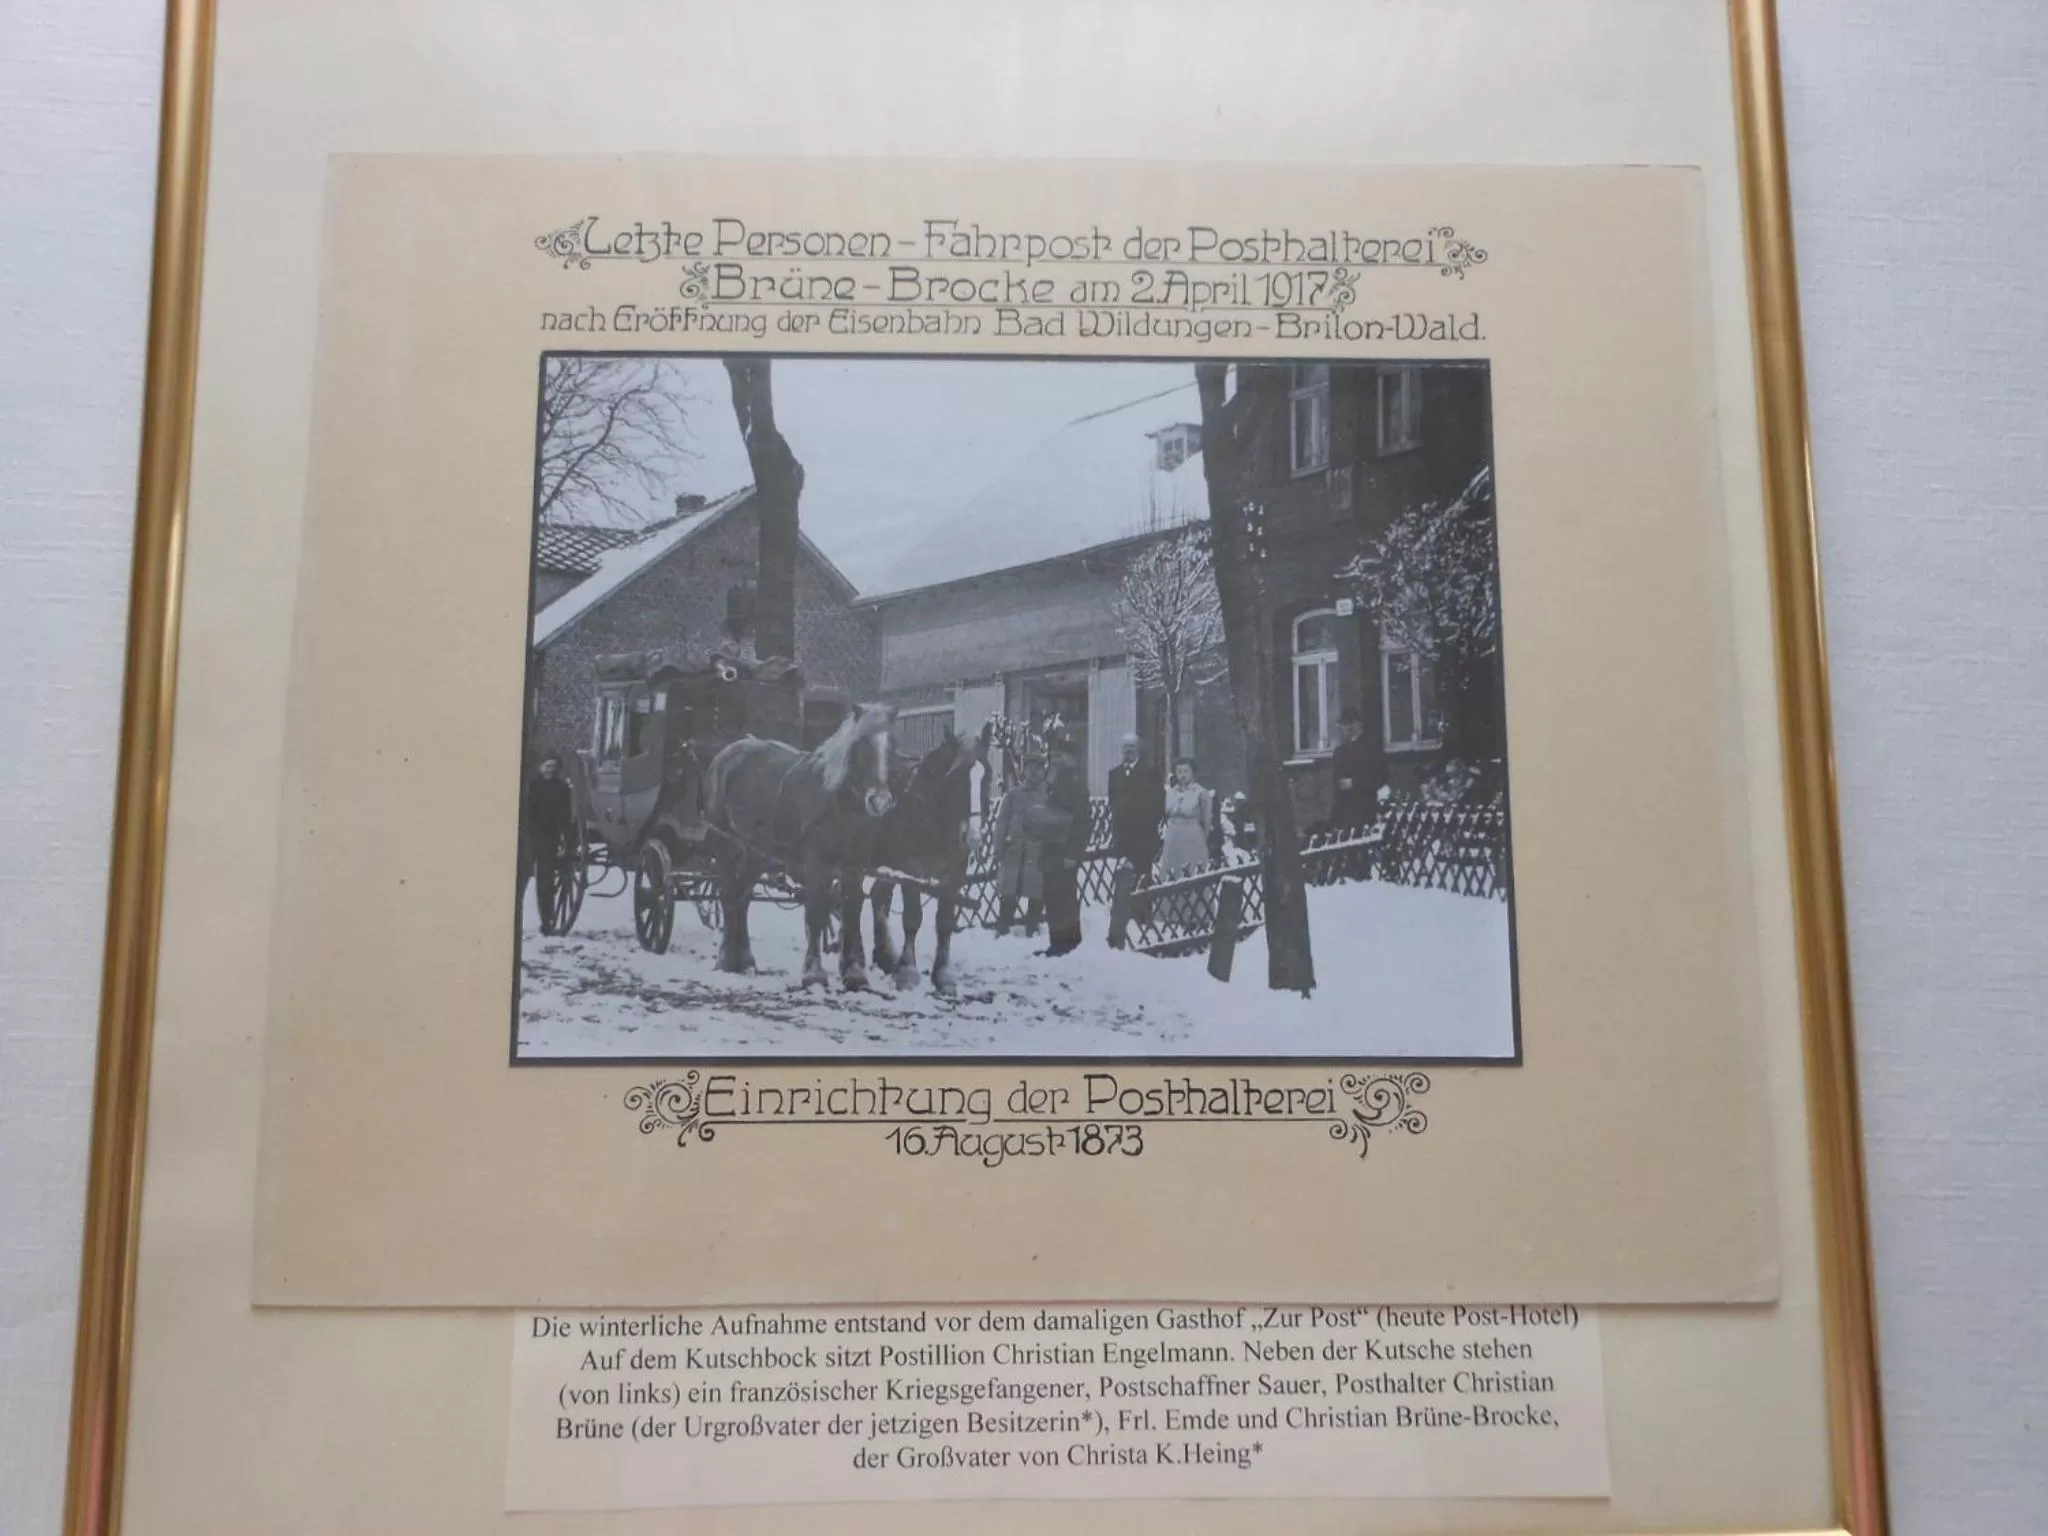 Letzte Personen-Fahrpost der Posthalterei
Brüne-Brocke am 2. April 1917
nach Eröffnung der Eisenbahn Bad Wildungen-Brilon-Wald.
Einrichtung der Posthalterei
16. August 1873
Die winterliche Aufnahme entstand vor dem damaligen Gasthof „Zur Post“ (heute Post-Hotel)
Auf dem Kutschbock sitzt Postillion Christian Engelmann. Neben der Kutsche stehen
(von links) ein französischer Kriegsgefangener, Postschaffner Sauer, Posthalter Christian
Brüne (der Urgroßvater der jetzigen Besitzerin*), Frl. Emde und Christian Brüne-Brocke,
der Großvater von Christa K.Heing*